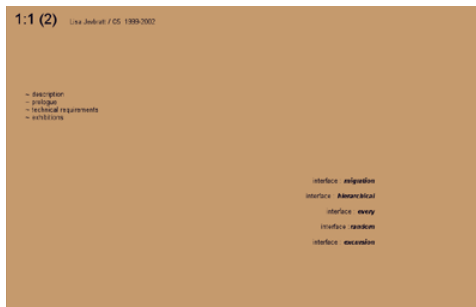 1:1 (2) Lisa Jevbratt / C5 1999-2002
~ description
~ prologue
~ technical requirements
~ exhibitions
interface : migration
interface : hierarchical
interface : every
interface : random
interface : excursion